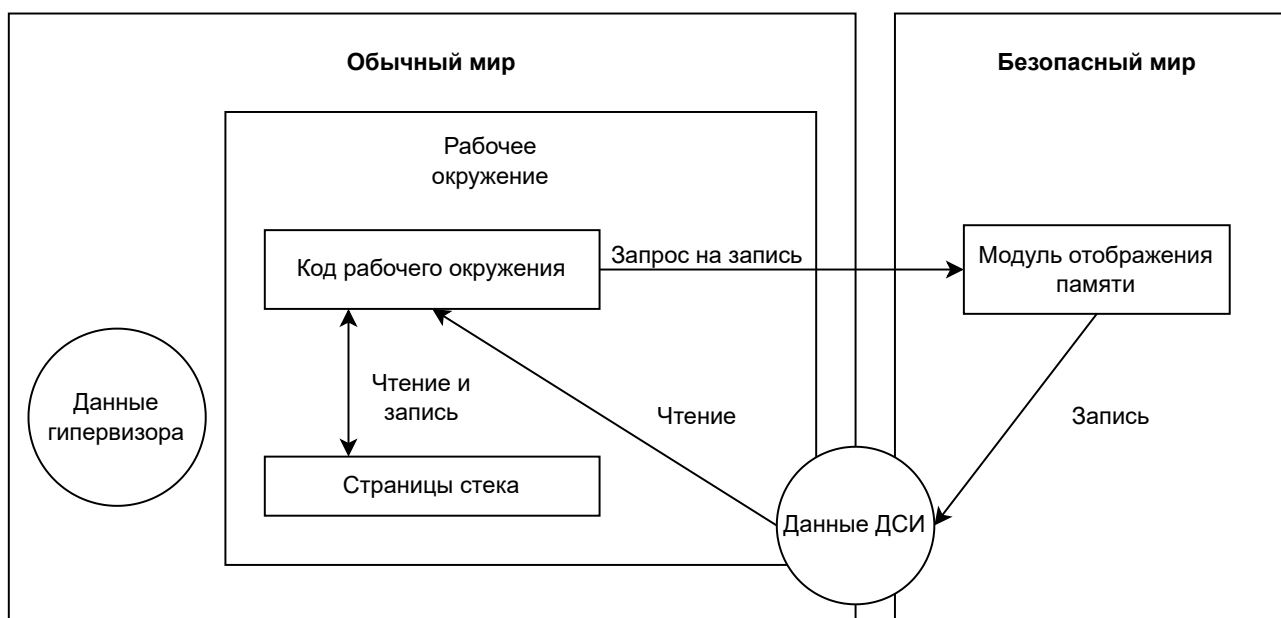 Обычный мир
Безопасный мир
Рабочее
окружение
Код рабочего окружения
Запрос на запись
Модуль отображения
памяти
Данные
гипервизора
Чтение и
запись
Чтение
Запись
Страницы стека
Данные ДСИ